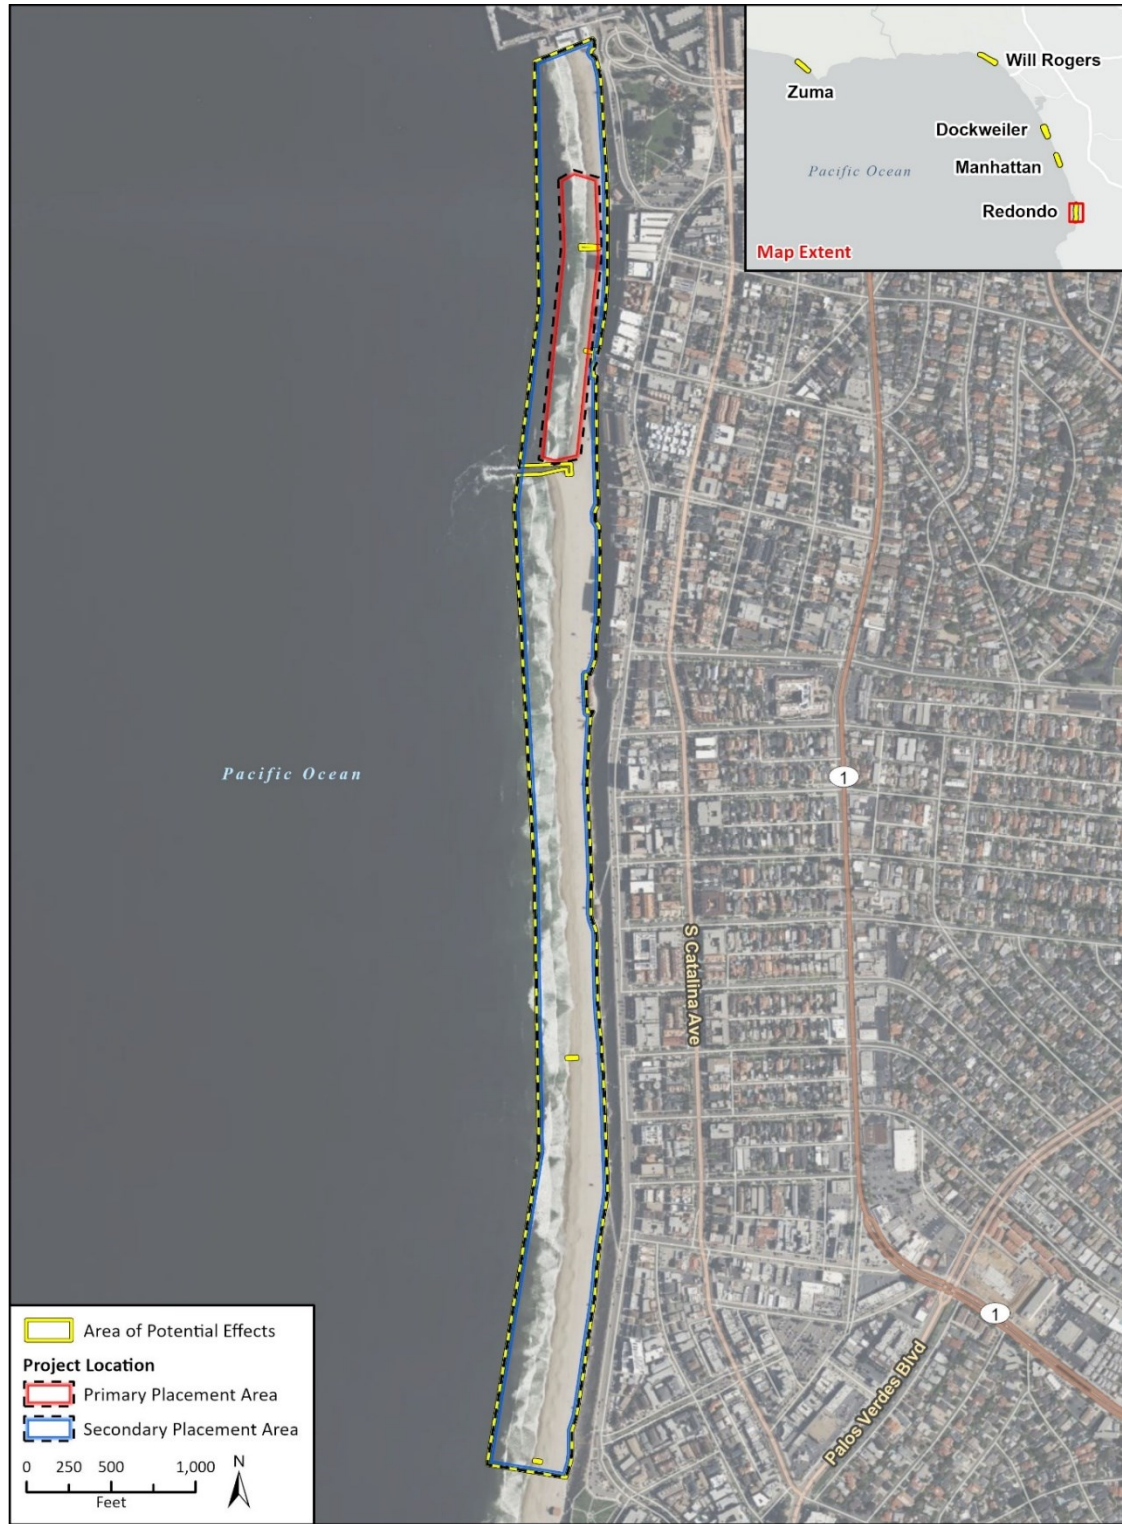 Will Rogers
Zuma
Dockweiler
Pacific Ocean
Manhattan
Redondo
Map Extent
Pacific Ocean
1
S Catalina Ave
1
Palos Verdes Blvd
Area of Potential Effects
Project Location
Primary Placement Area
Secondary Placement Area
0 250 500 1,000
Feet
N